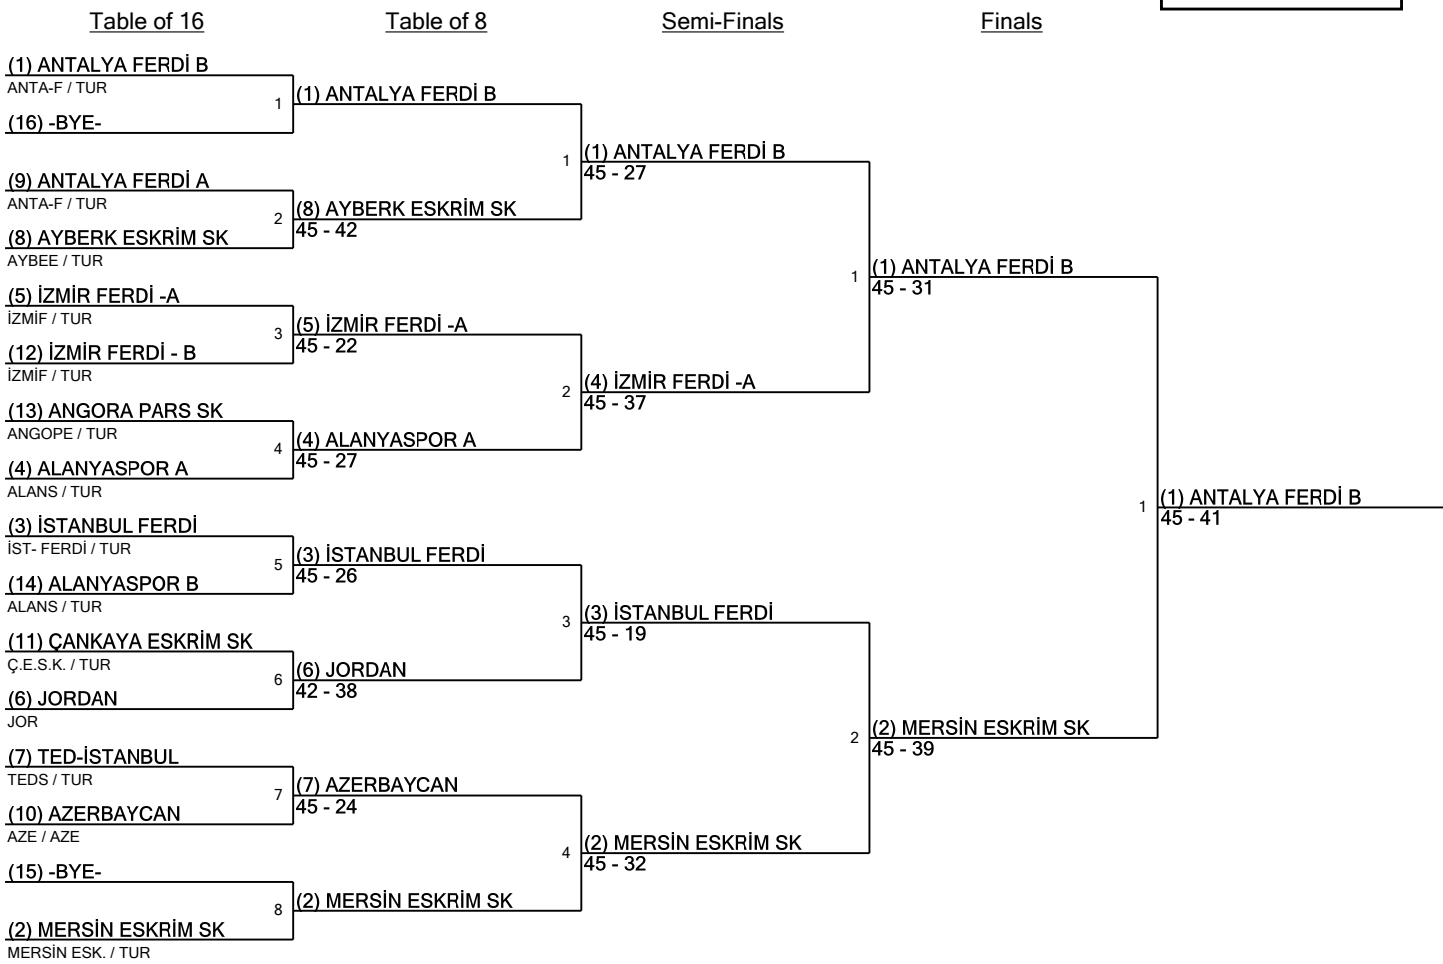 Table of 16
Table of 8
Semi-Finals
Finals
(1) ANTALYA FERDİ B
ANTA-F / TUR
1
(16) -BYE-
(9) ANTALYA FERDİ A
ANTA-F / TUR
2
(8) AYBERK ESKRİM SK
AYBEE / TUR
(5) İZMİR FERDİ -A
İZMİF / TUR
3
(12) İZMİR FERDİ - B
İZMİF / TUR
(13) ANGORA PARS SK
ANGOPE / TUR
4
(4) ALANYASPOR A
ALANS / TUR
(3) İSTANBUL FERDİ
İST- FERDİ / TUR
5
(14) ALANYASPOR B
ALANS / TUR
(11) ÇANKAYA ESKRİM SK
Ç.E.S.K. / TUR
6
(6) JORDAN
JOR
(7) TED-İSTANBUL
TEDS / TUR
7
(10) AZERBAYCAN
AZE / AZE
(15) -BYE-
8
(2) MERSİN ESKRİM SK
MERSİN ESK. / TUR
(1) ANTALYA FERDİ B
1
(8) AYBERK ESKRİM SK
45 - 42
(5) İZMİR FERDİ -A
45 - 22
2
(4) ALANYASPOR A
45 - 27
(3) İSTANBUL FERDİ
45 - 26
3
(6) JORDAN
42 - 38
(7) AZERBAYCAN
45 - 24
4
(2) MERSİN ESKRİM SK
(1) ANTALYA FERDİ B
45 - 27
1
(4) İZMİR FERDİ -A
45 - 37
(3) İSTANBUL FERDİ
45 - 19
2
(2) MERSİN ESKRİM SK
45 - 32
(1) ANTALYA FERDİ B
45 - 31
1
(2) MERSİN ESKRİM SK
45 - 39
(1) ANTALYA FERDİ B
45 - 41